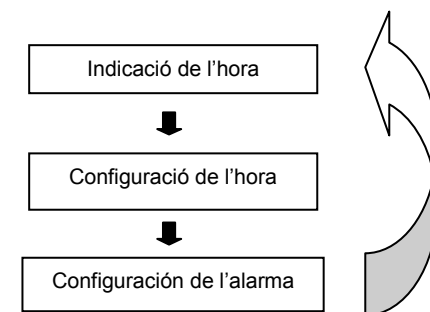 Indicació de l’hora
Configuració de l’hora
Configuración de l’alarma